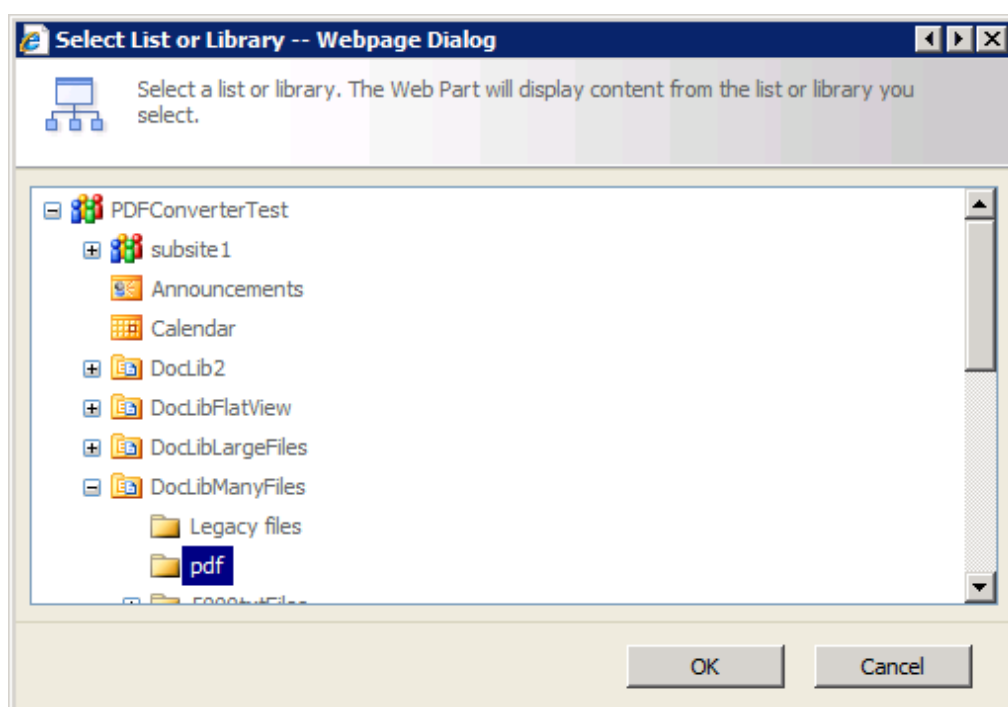 Select List or Library -- Webpage Dialog
Select a list or library. The Web Part will display content from the list or library you
select.
PDFConverterTest
subsite1
Announcements
Calendar
DocLib2
DocLibFlatView
DocLibLargeFiles
DocLibManyFiles
Legacy files
pdf
OK Cancel